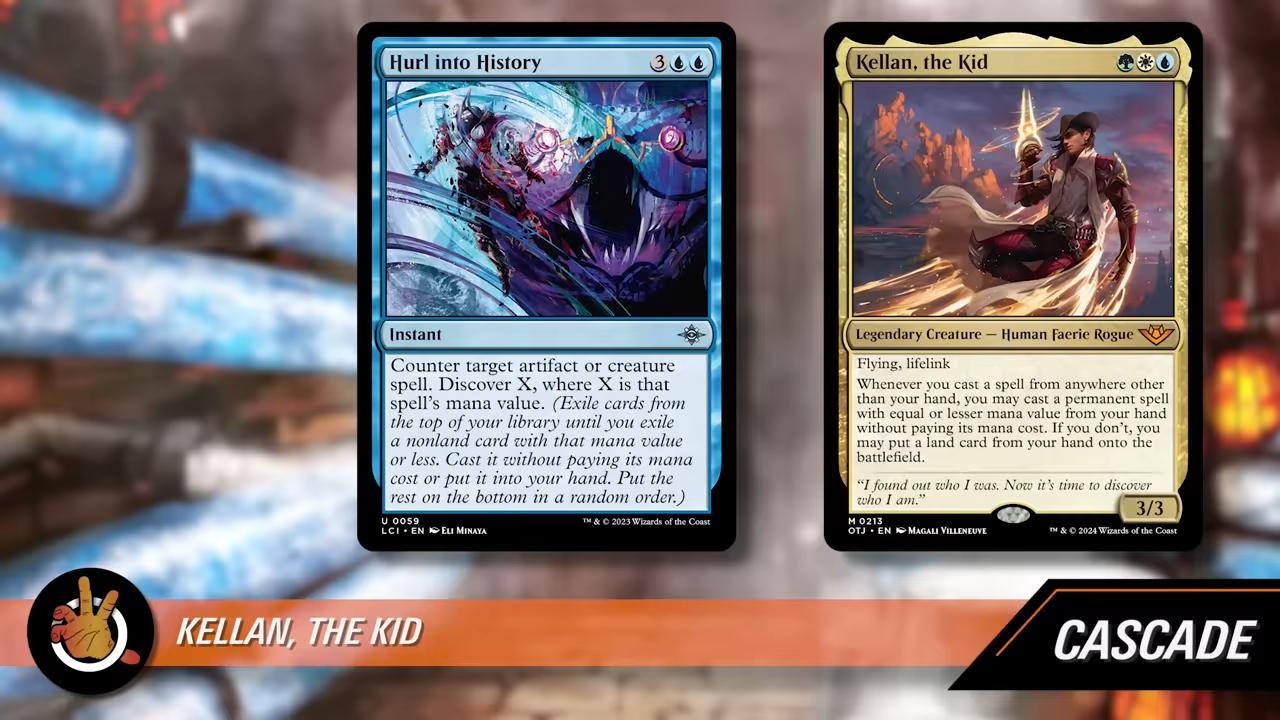 Hurl into History
3
Instant
Counter target artifact or creature
spell. Discover X, where X is that
spell's mana value. (Exile cards from
the top of your library until you exile
a nonland card with that mana value
or less. Cast it without paying its mana
cost or put it into your hand. Put the
rest on the bottom in a random order.)
U 0059
LCI • EN Eli Minaya
™ & © 2023 Wizards of the Coast
Kellan, the Kid
Legendary Creature — Human Faerie Rogue
Flying, lifelink
Whenever you cast a spell from anywhere other
than your hand, you may cast a permanent spell
with equal or lesser mana value from your hand
without paying its mana cost. If you don't, you
may put a land card from your hand onto the
battlefield.
“I found out who I was. Now it's time to discover
who I am.”
3/3
M 0213
OTJ • EN Magali Villeneuve
™ & © 2024 Wizards of the Coast
KELLAN, THE KID
CASCADE